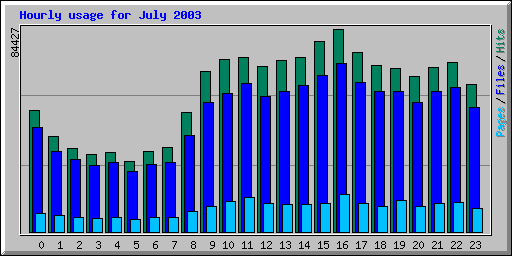 Hourly usage for July 2003
84427
Pages / Files / Hits
0 1 2 3 4 5 6 7 8 9 10 11 12 13 14 15 16 17 18 19 20 21 22 23